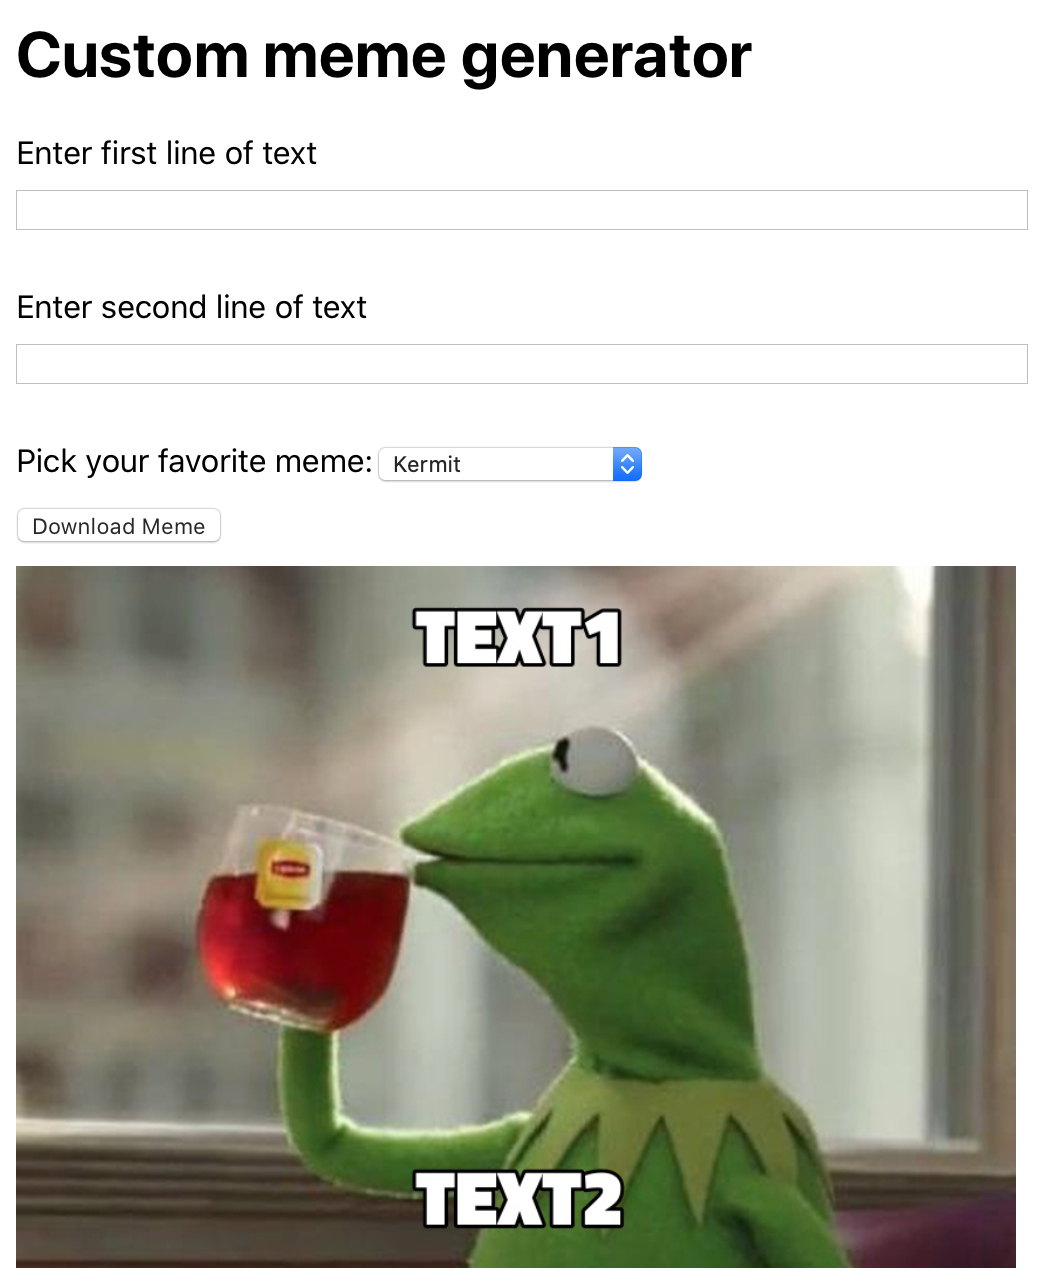 Custom meme generator
Enter first line of text
Enter second line of text
Pick your favorite meme: Kermit
Download Meme
TEXT1
TEXT2